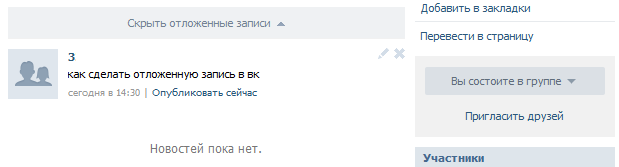 Скрыть отложенные записи
3
как сделать отложенную запись в вк
сегодня в 14:30 | Опубликовать сейчас
Новостей пока нет.
Добавить в закладки
Перевести в страницу
Вы состоите в группе
Пригласить друзей
Участники